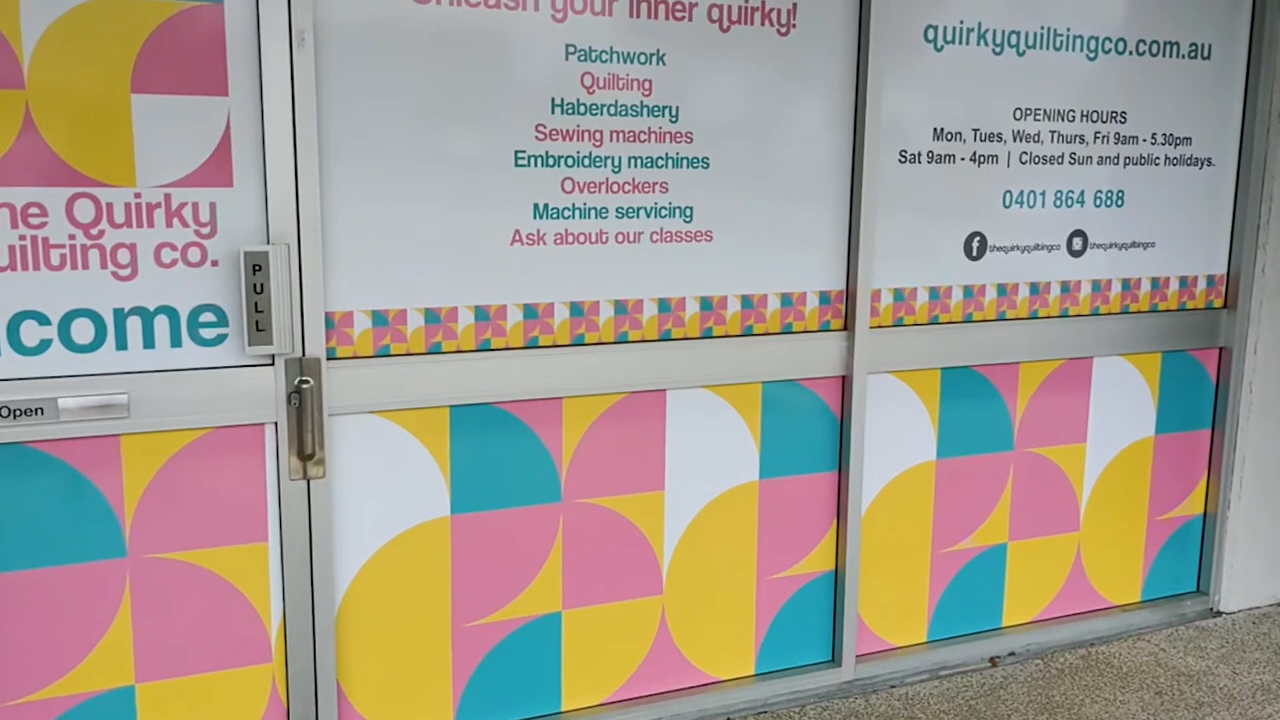 Unleash your inner quirky!
Patchwork
Quilting
Haberdashery
Sewing machines
Embroidery machines
Overlockers
Machine servicing
Ask about our classes
quirkyquiltingco.com.au
OPENING HOURS
Mon, Tues, Wed, Thurs, Fri 9am - 5.30pm
Sat 9am - 4pm | Closed Sun and public holidays.
0401 864 688
thequirkyquiltingco thequirkyquiltingco
he Quirky
uilting co.
come
PULL
Open